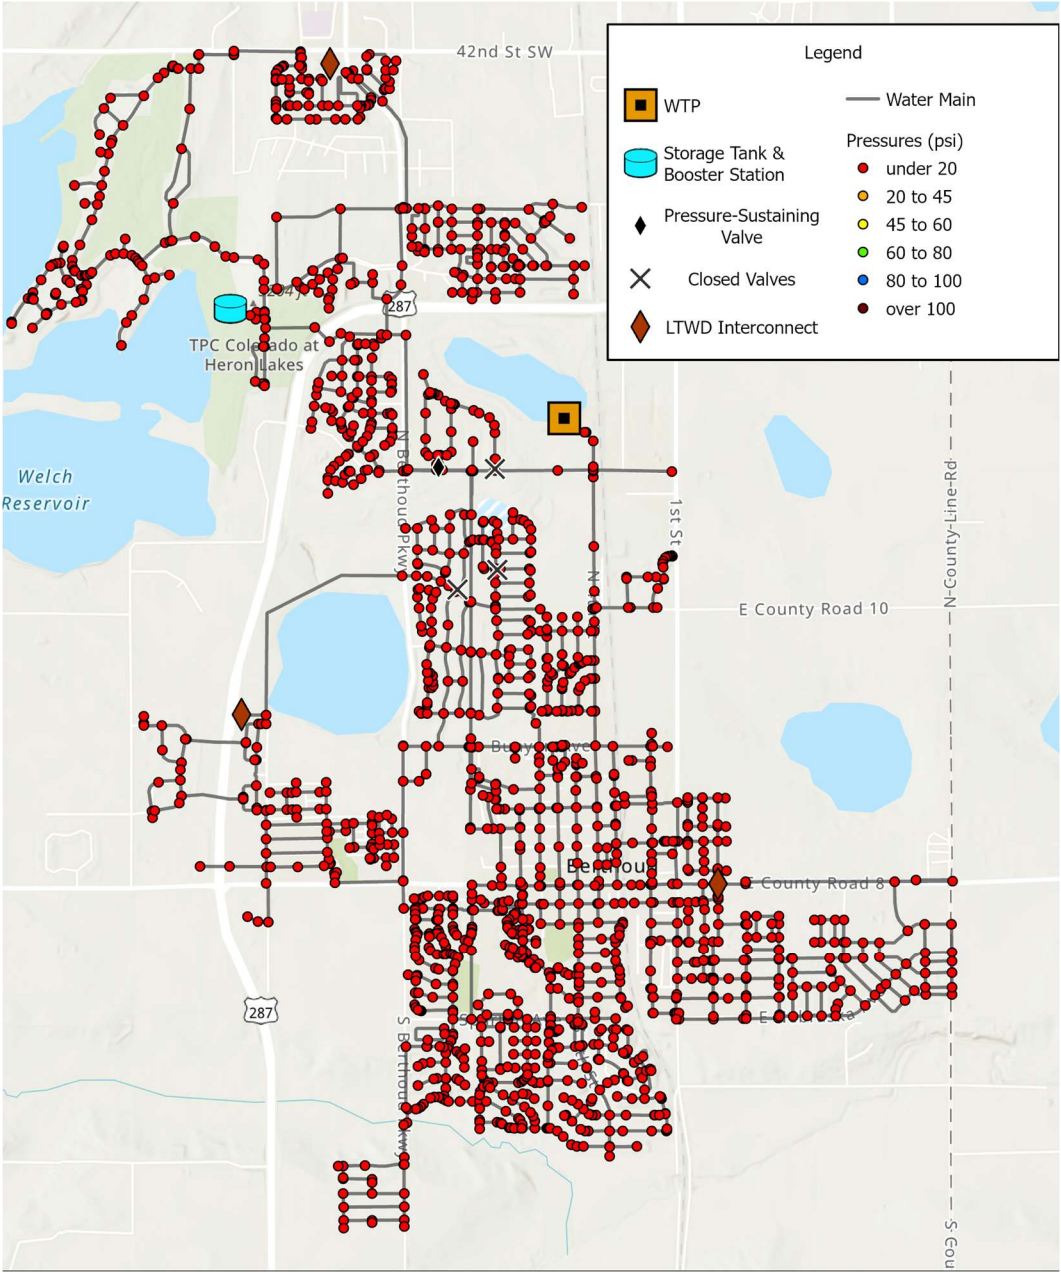 42nd St SW
Legend
WTP
Water Main
Pressures (psi)
Storage Tank &
Booster Station
under 20
20 to 45
Pressure-Sustaining
Valve
45 to 60
60 to 80
Closed Valves
80 to 100
over 100
LTWD Interconnect
287
TPC Colorado at
Heron Lakes
N Berthoud Pkwy
Welch
Reservoir
1st St
N County-Line-Rd
E County Road 10
Ave
E County Road 8
287
S Berthoud Pkwy
S Cou